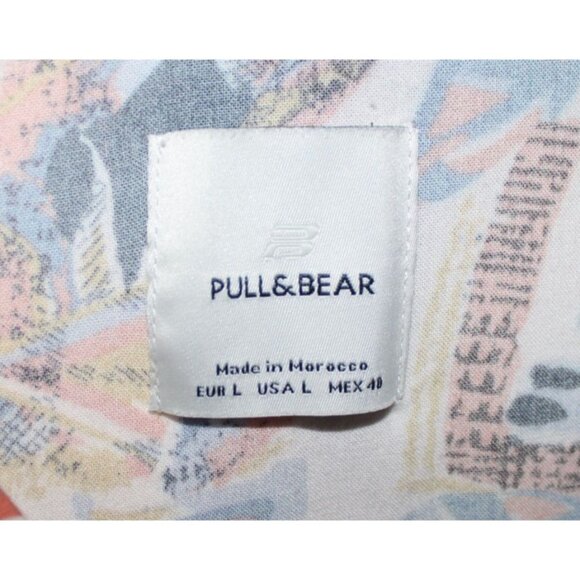 PULL&BEAR
Made in Morocco
EUR L USA L MEX 40